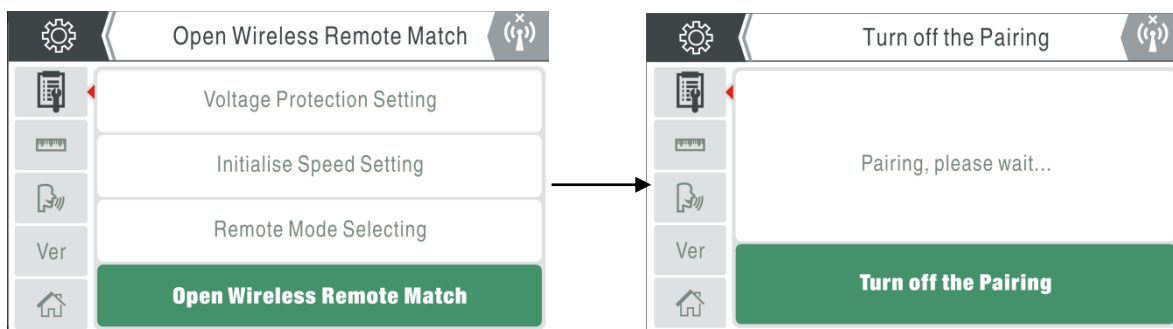 Open Wireless Remote Match
Voltage Protection Setting
Initialise Speed Setting
Remote Mode Selecting
Ver
Open Wireless Remote Match
Turn off the Pairing
Pairing, please wait...
Ver
Turn off the Pairing